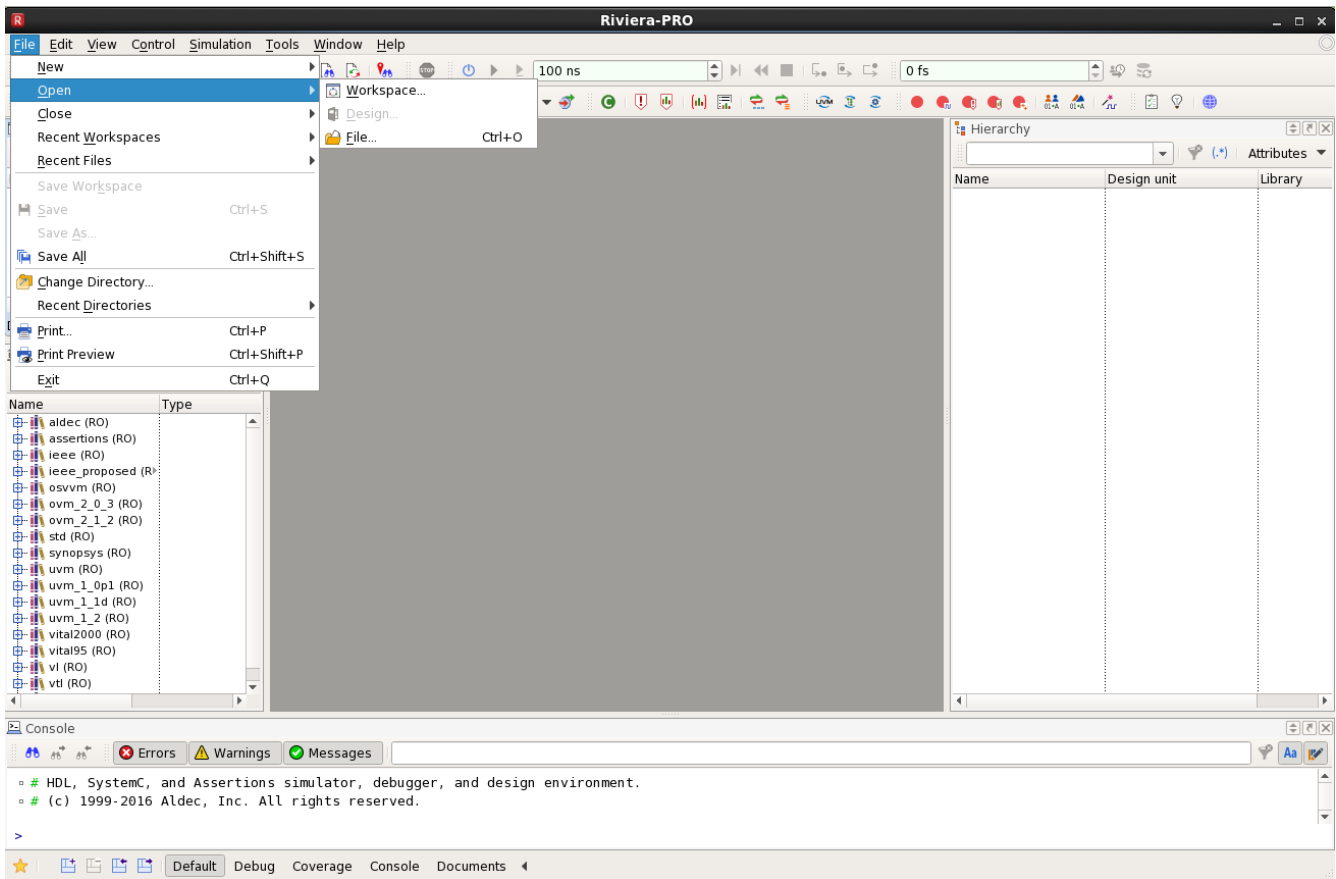 Riviera-PRO
File Edit View Control Simulation Tools Window Help
New
STOP
100 ns
0 fs
Open
Workspace...
UVM
Close
Design...
Recent Workspaces
File... Ctrl+O
Hierarchy
Recent Files
(.*) Attributes
Save Workspace
Name Design unit Library
Save Ctrl+S
Save As...
Save All Ctrl+Shift+S
Change Directory...
Recent Directories
Print... Ctrl+P
Print Preview Ctrl+Shift+P
Exit Ctrl+Q
Name Type
aldec (RO)
assertions (RO)
ieee (RO)
ieee_proposed (R
osvvm (RO)
ovm_2_0_3 (RO)
ovm_2_1_2 (RO)
std (RO)
synopsys (RO)
uvm (RO)
uvm_1_0p1 (RO)
uvm_1_1d (RO)
uvm_1_2 (RO)
vital2000 (RO)
vital95 (RO)
vl (RO)
vtl (RO)
Console
Errors Warnings Messages Aa
# HDL, SystemC, and Assertions simulator, debugger, and design environment.
# (c) 1999-2016 Aldec, Inc. All rights reserved.
>
Default Debug Coverage Console Documents